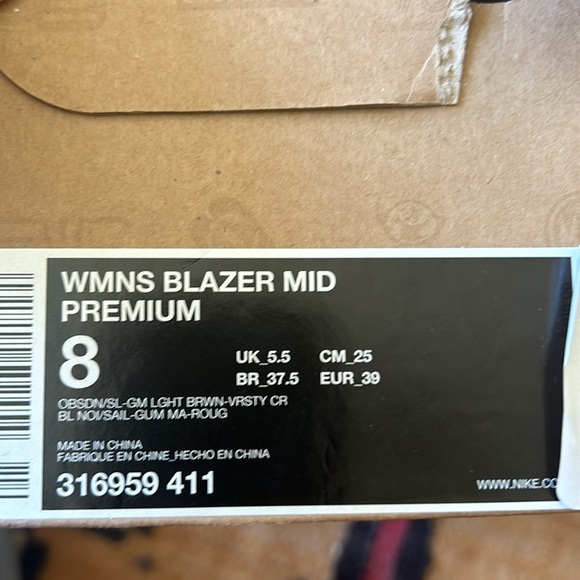 WMNS BLAZER MID
PREMIUM
8
UK_5.5 CM_25
BR_37.5 EUR_39
OBSDN/SL-GM LGHT BRWN-VRSTY CR
BL NOI/SAIL-GUM MA-ROUG
MADE IN CHINA
FABRIQUE EN CHINE_HECHO EN CHINA
316959 411
WWW.NIKE.CO